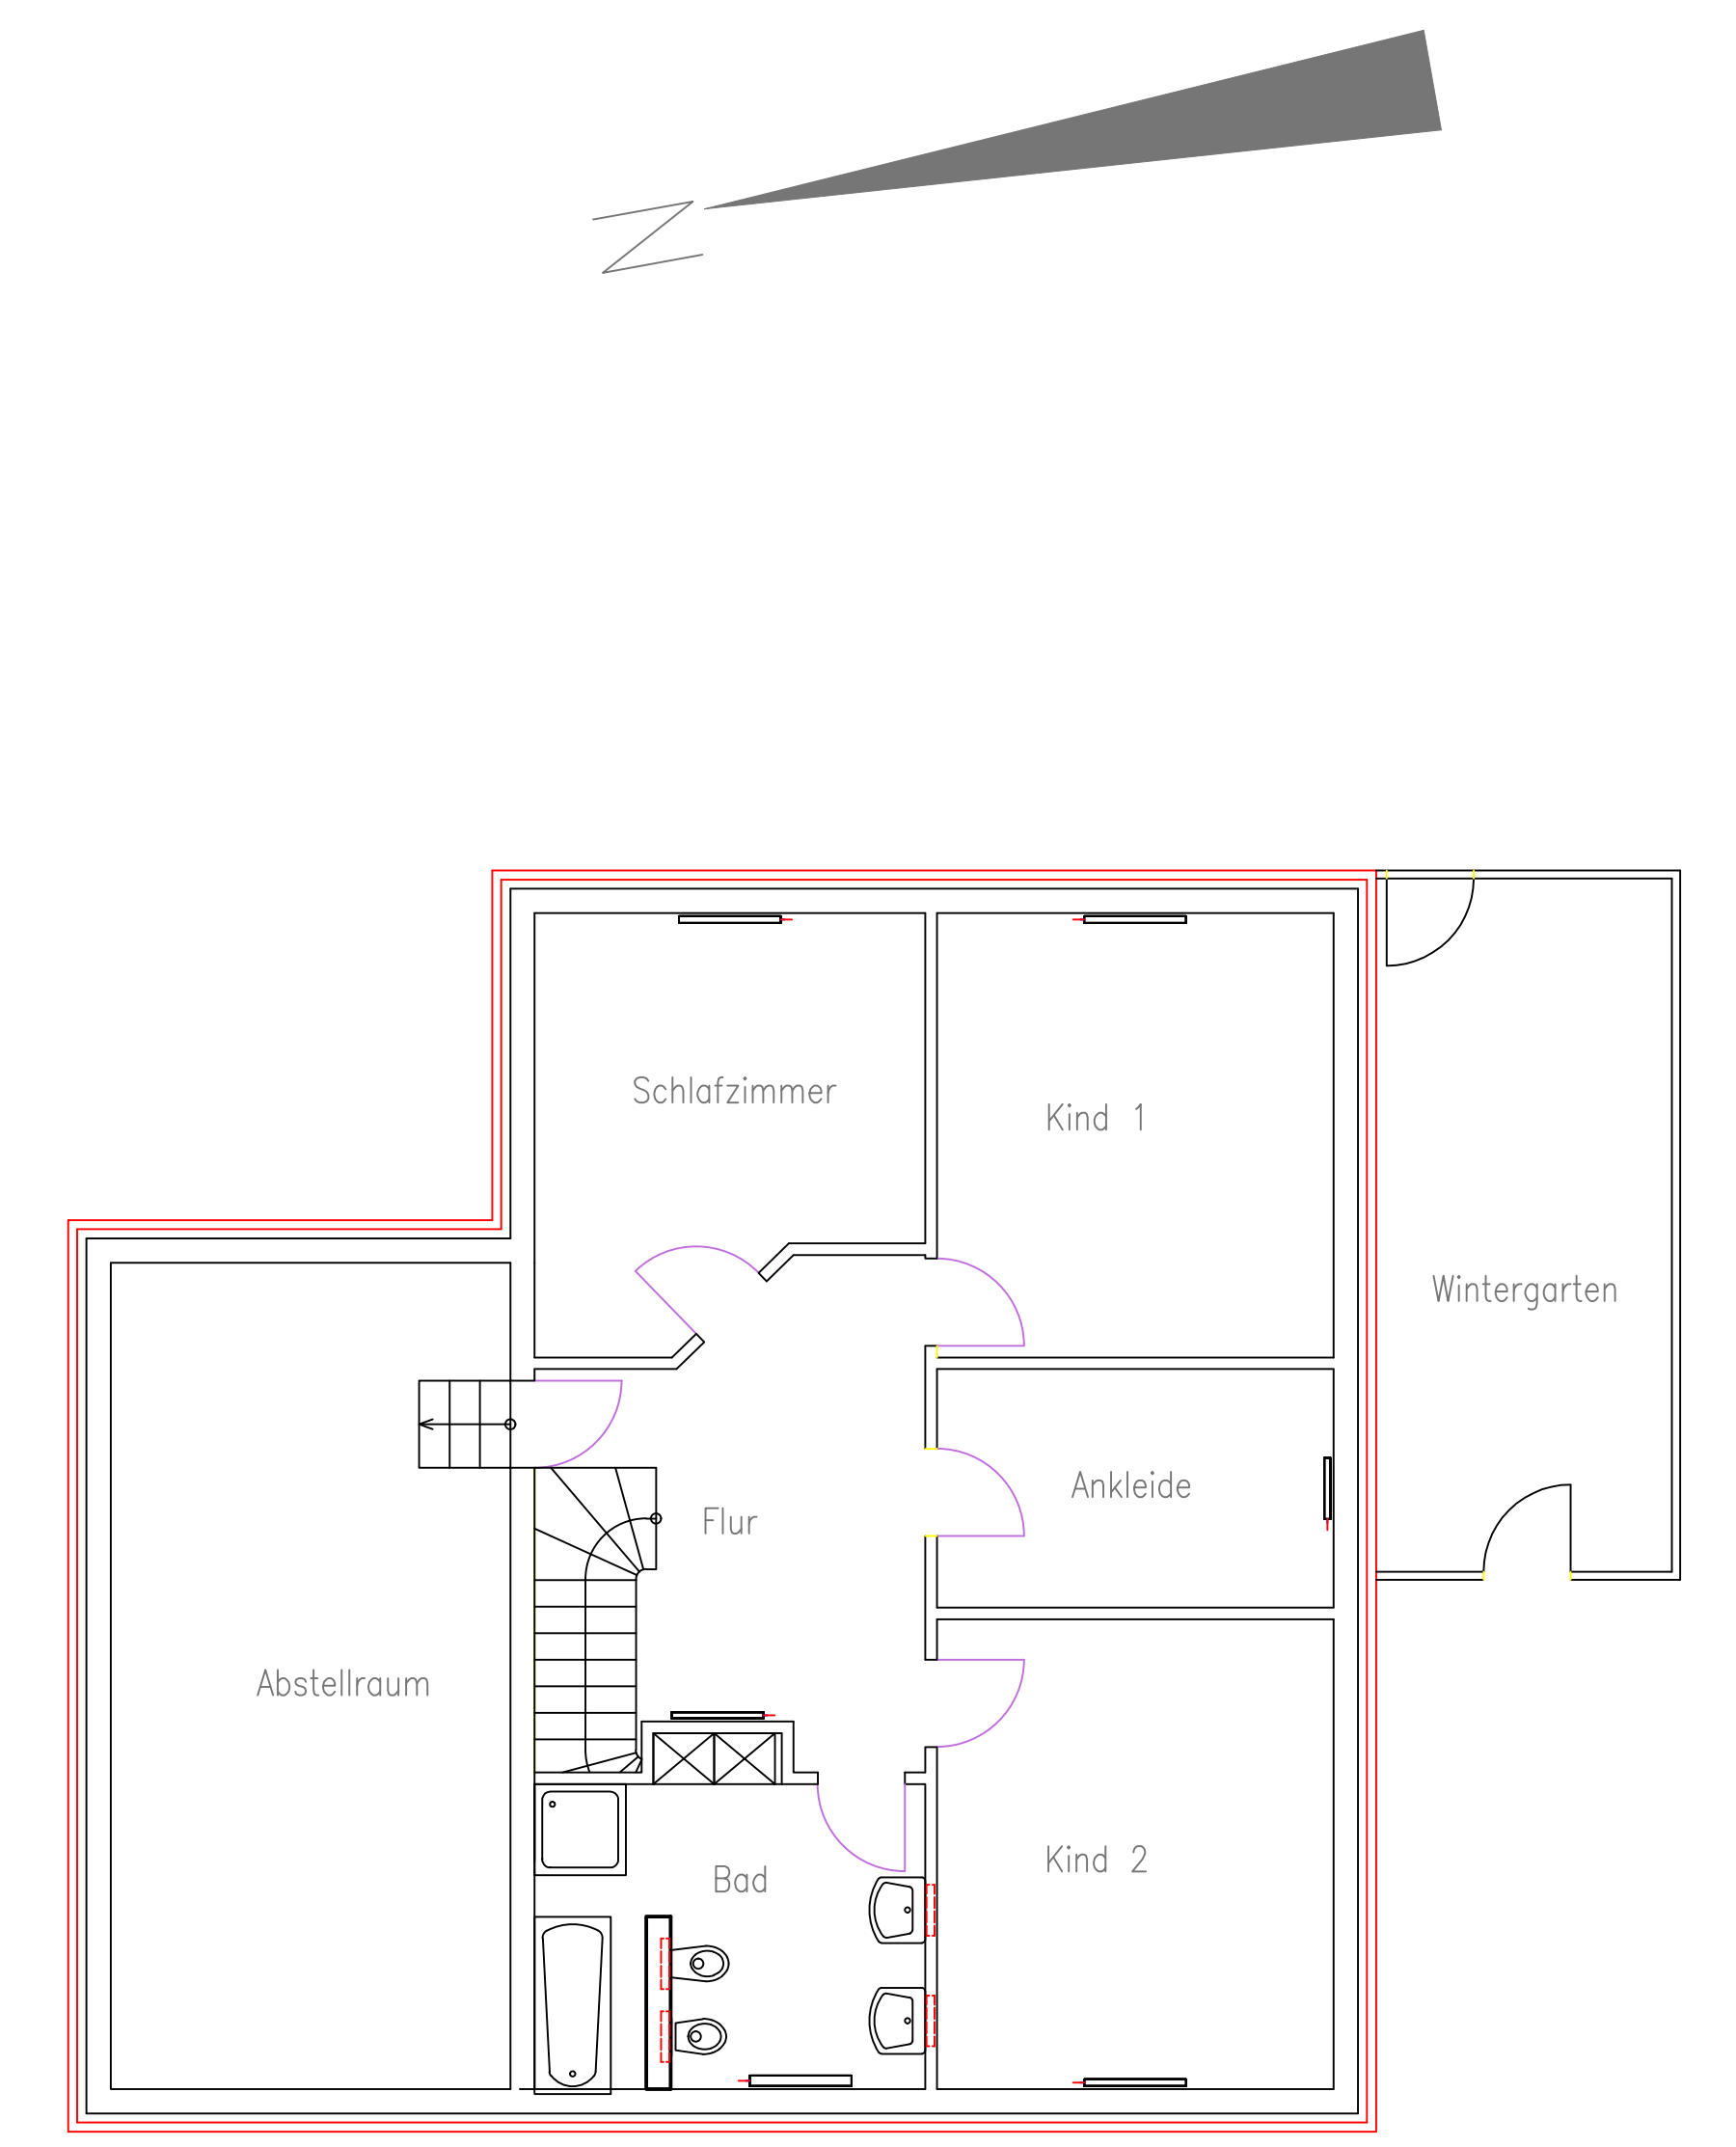 N
Schlafzimmer
Kind 1
Wintergarten
Ankleide
Flur
Abstellraum
Kind 2
Bad